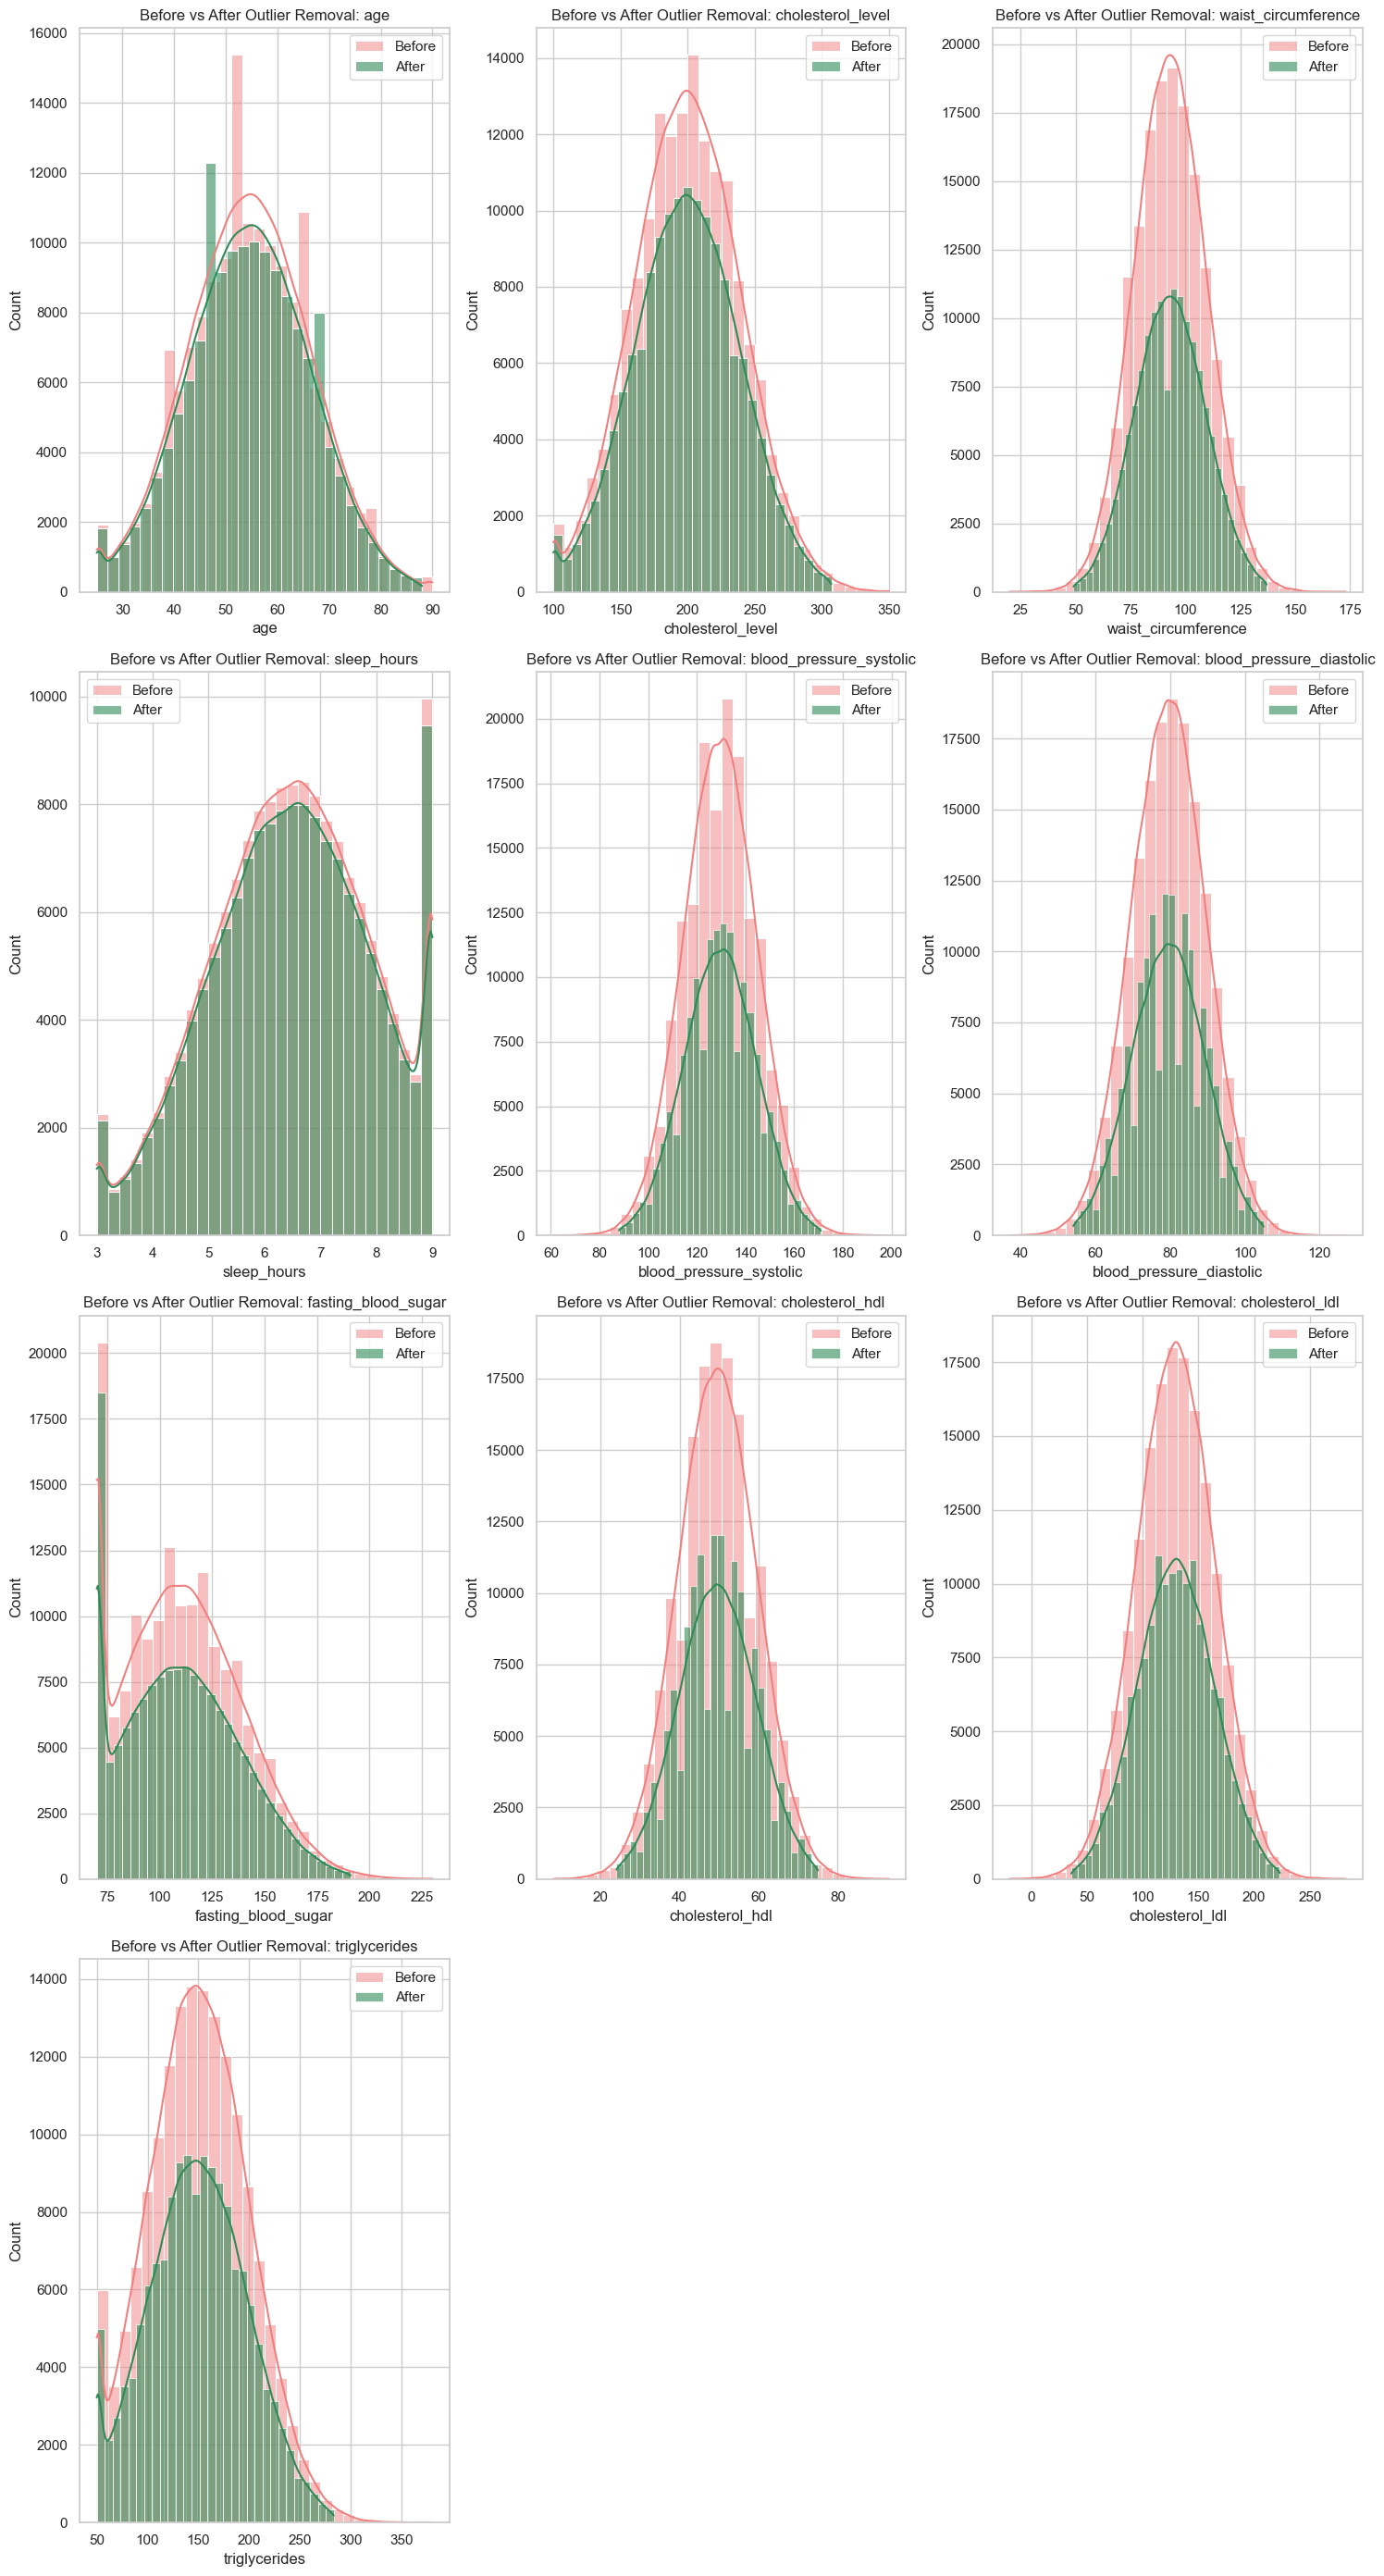 Before vs After Outlier Removal: age
Before
After
16000
14000
12000
10000
8000
6000
4000
2000
0
Count
30 40 50 60 70 80 90
age
Before vs After Outlier Removal: cholesterol_level
Before
After
14000
12000
10000
8000
6000
4000
2000
0
Count
100 150 200 250 300 350
cholesterol_level
Before vs After Outlier Removal: waist_circumference
Before
After
20000
17500
15000
12500
10000
7500
5000
2500
0
Count
25 50 75 100 125 150 175
waist_circumference
Before vs After Outlier Removal: sleep_hours
Before
After
10000
8000
6000
4000
2000
0
Count
3 4 5 6 7 8 9
sleep_hours
Before vs After Outlier Removal: blood_pressure_systolic
Before
After
20000
17500
15000
12500
10000
7500
5000
2500
0
Count
60 80 100 120 140 160 180 200
blood_pressure_systolic
Before vs After Outlier Removal: blood_pressure_diastolic
Before
After
17500
15000
12500
10000
7500
5000
2500
0
Count
40 60 80 100 120
blood_pressure_diastolic
Before vs After Outlier Removal: fasting_blood_sugar
Before
After
20000
17500
15000
12500
10000
7500
5000
2500
0
Count
75 100 125 150 175 200 225
fasting_blood_sugar
Before vs After Outlier Removal: cholesterol_hdl
Before
After
17500
15000
12500
10000
7500
5000
2500
0
Count
20 40 60 80
cholesterol_hdl
Before vs After Outlier Removal: cholesterol_ldl
Before
After
17500
15000
12500
10000
7500
5000
2500
0
Count
0 50 100 150 200 250
cholesterol_ldl
Before vs After Outlier Removal: triglycerides
Before
After
14000
12000
10000
8000
6000
4000
2000
0
Count
50 100 150 200 250 300 350
triglycerides